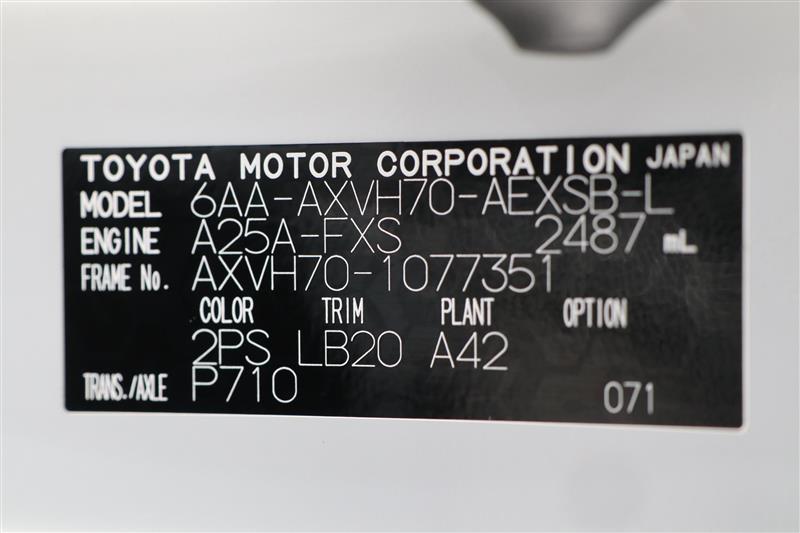 TOYOTA MOTOR CORPORATION JAPAN
MODEL 6AA-AXVH70-AEXSB-L
ENGINE A25A-FXS 2487 mL
FRAME No. AXVH70-1077351
COLOR TRIM PLANT OPTION
2PS LB20 A42
TRANS./AXLE P710 071